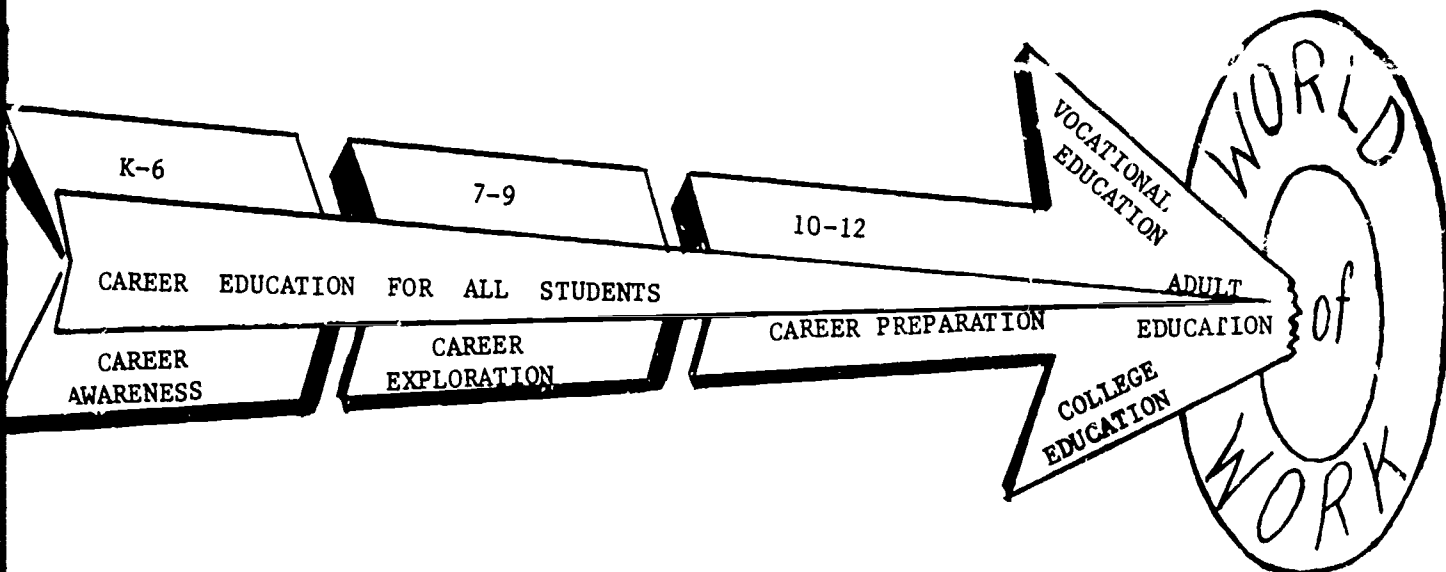 K-6
7-9
10-12
CAREER EDUCATION FOR ALL STUDENTS
CAREER
AWARENESS
CAREER
EXPLORATION
CAREER PREPARATION
VOCATIONAL
EDUCATION
ADULT
EDUCATION
COLLEGE
EDUCATION
WORLD
of
WORK